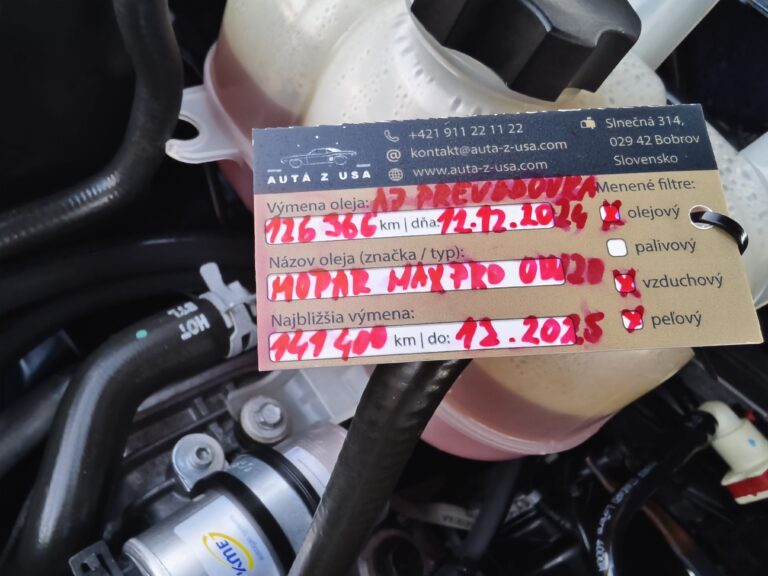 AUTÁ Z USA
+421 911 22 11 22
kontakt@auta-z-usa.com
www.auta-z-usa.com
Slnečná 314,
029 42 Bobrov
Slovensko
Výmena oleja: AJ PREVODOVKA
126 366 km | dňa: 12.12.2024
Názov oleja (značka / typ):
MOPAR MAXPRO 0W20
Najbližšia výmena:
141 400 km | do: 12.2025
Menené filtre:
olejový
palivový
vzduchový
peľový
HOT
KME